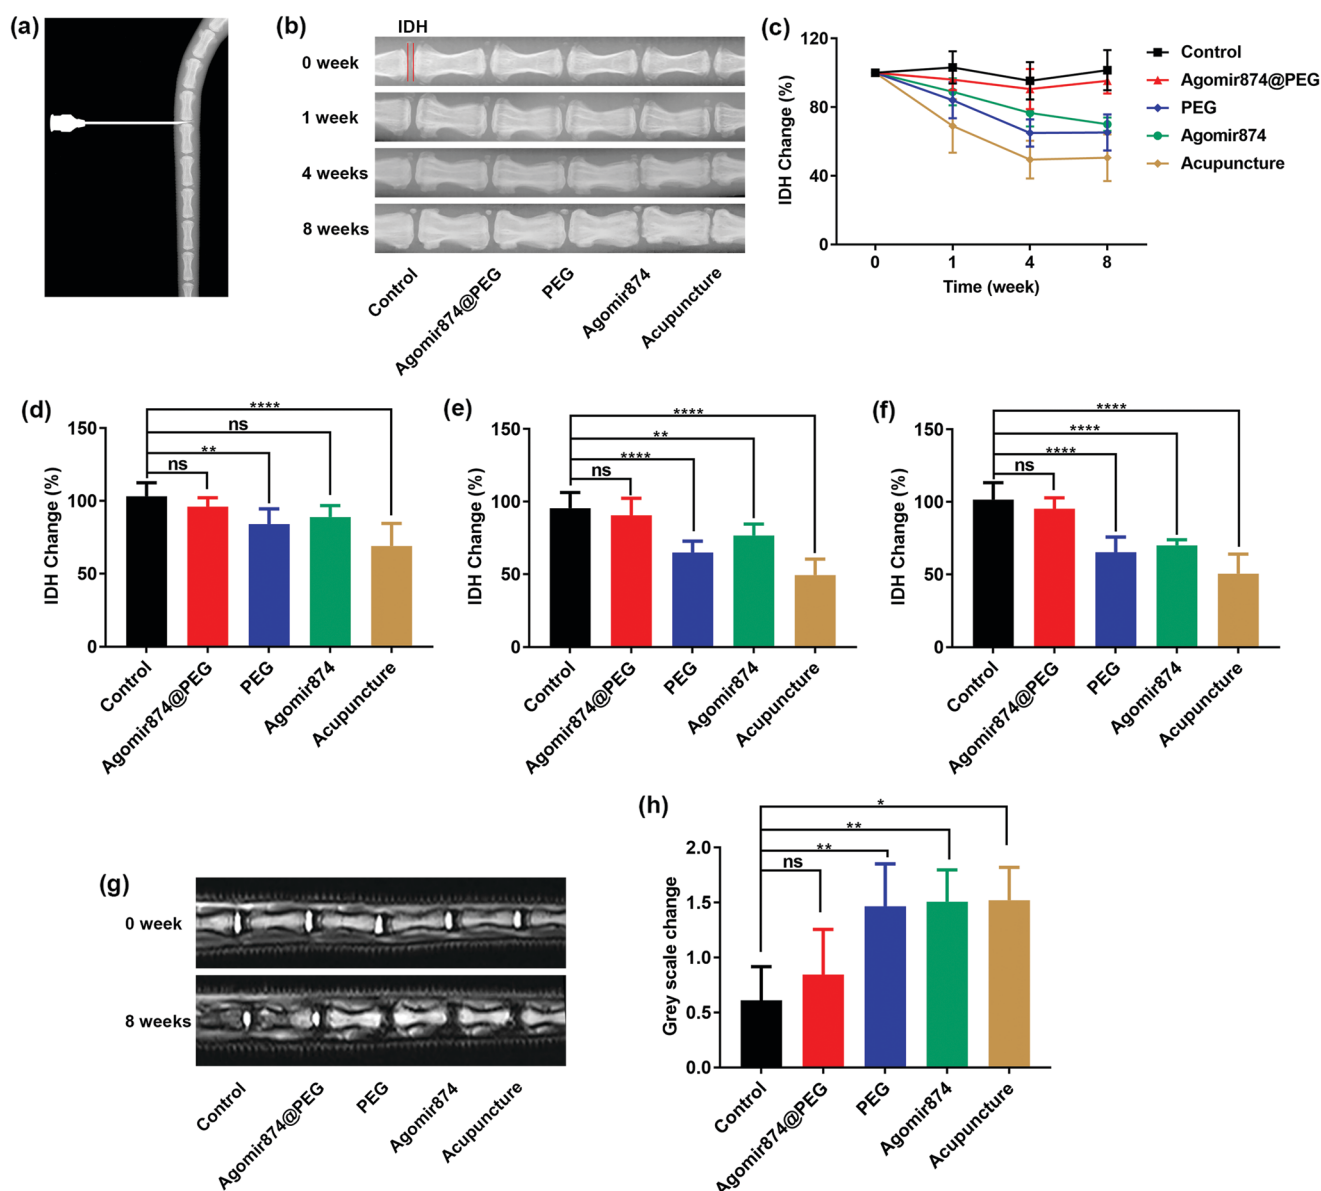 (a)
(b)
IDH
0 week
1 week
4 weeks
8 weeks
Control
Agomir874@PEG
PEG
Agomir874
Acupuncture
(c)
120
80
40
0
IDH Change (%)
0
1
4
8
Time (week)
Control
Agomir874@PEG
PEG
Agomir874
Acupuncture
(d)
****
ns
**
ns
150
100
50
0
IDH Change (%)
Control
Agomir874@PEG
PEG
Agomir874
Acupuncture
(e)
****
**
****
ns
150
100
50
0
IDH Change (%)
Control
Agomir874@PEG
PEG
Agomir874
Acupuncture
(f)
****
****
****
ns
150
100
50
0
IDH Change (%)
Control
Agomir874@PEG
PEG
Agomir874
Acupuncture
(g)
0 week
8 weeks
Control
Agomir874@PEG
PEG
Agomir874
Acupuncture
(h)
*
**
**
ns
2.0
1.5
1.0
0.5
0.0
Grey scale change
Control
Agomir874@PEG
PEG
Agomir874
Acupuncture